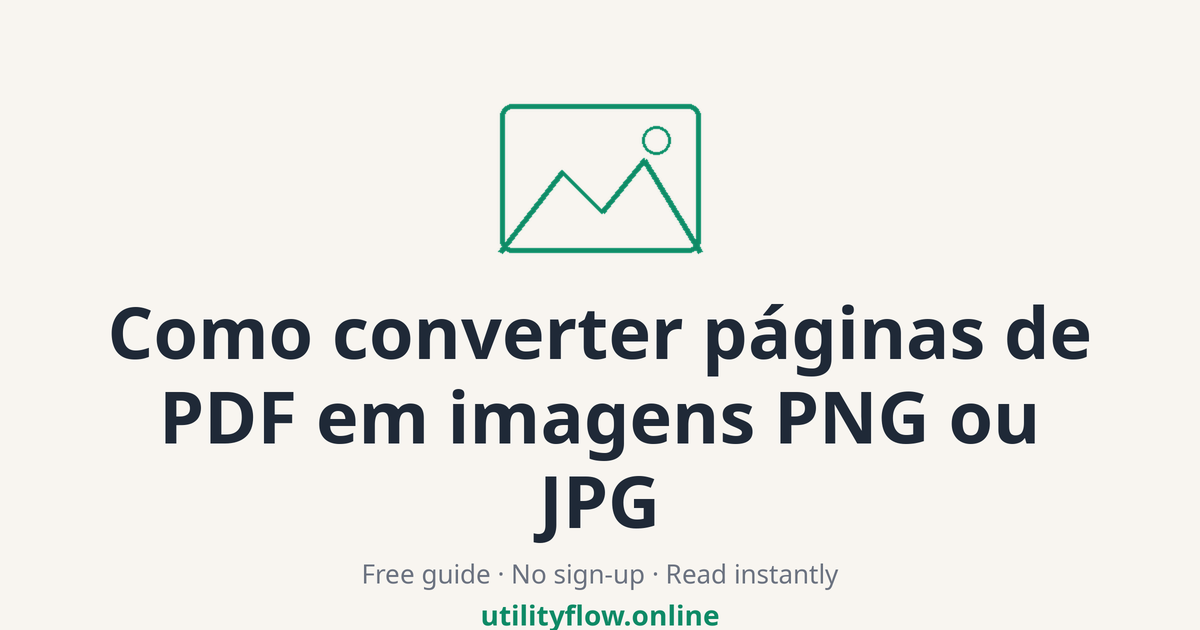 Como converter páginas de
PDF em imagens PNG ou
JPG
Free guide · No sign-up · Read instantly
utilityflow.online